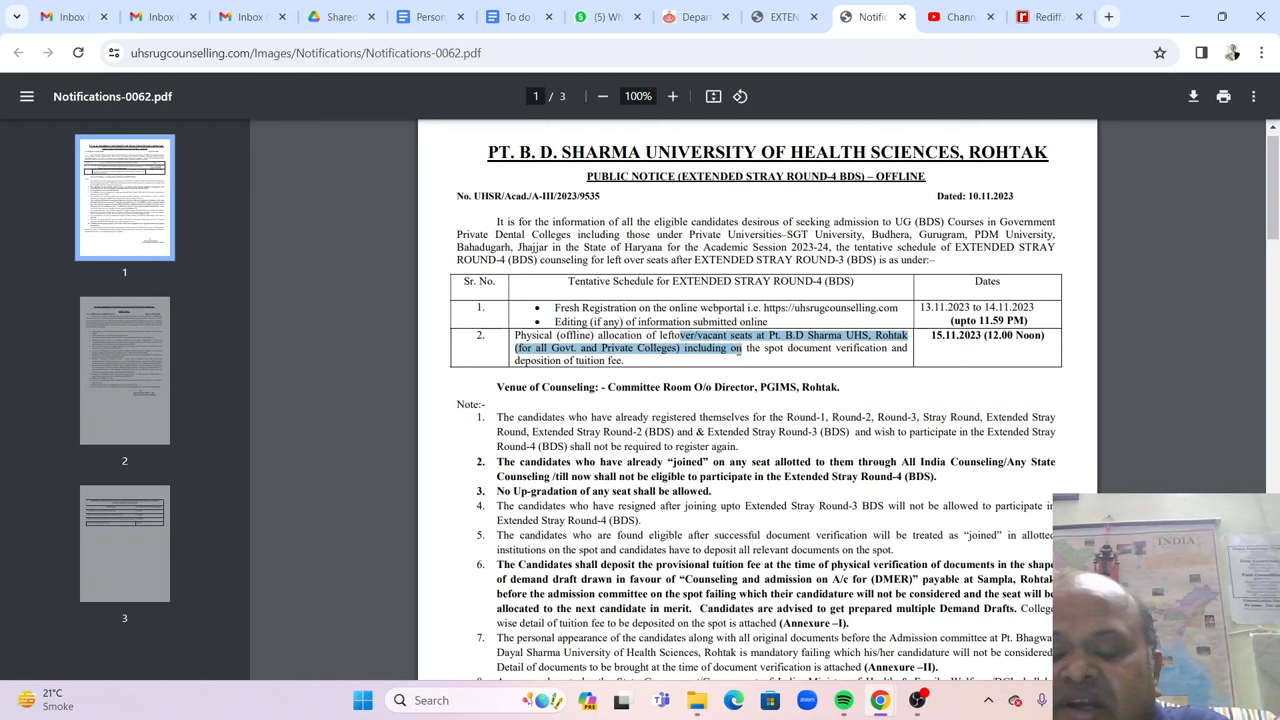 Inbox
Inbox
Inbox
Shared
Person
To do
(5) Wh
Depar
EXTEN
Notific
Chann
Rediff
uhsrugcounselling.com/Images/Notifications/Notifications-0062.pdf
Notifications-0062.pdf
1 / 3
100%
PT. B. D. SHARMA UNIVERSITY OF HEALTH SCIENCES, ROHTAK
PUBLIC NOTICE (EXTENDED STRAY ROUND-4 BDS) – OFFLINE
Dated: 10.11.2023
It is for the information of all the eligible candidates desirous of seeking admission to UG (BDS) Courses in Government
Private Dental Colleges including those under Private Universities–SGT University, Budhera, Gurugram, PDM University,
Bahadugarh, Jhajjar in the State of Haryana for the Academic Session 2023-24, the tentative schedule of EXTENDED STRAY
ROUND-4 (BDS) counseling for left over seats after EXTENDED STRAY ROUND-3 (BDS) is as under:–
Sr. No.
Tentative Schedule for EXTENDED STRAY ROUND-4 (BDS)
Dates
1.
Fresh Registration on the online webportal i.e. https://uhsrugcounselling.com
• Editing (if any) of information submitted online
13.11.2023 to 14.11.2023
(upto 11.59 PM)
2.
Physical (offline) allocation of leftover/vacant seats at Pt. B.D Sharma UHS, Rohtak
(for all Govt. and Private Colleges) including on the spot document verification and
deposition of tuition fee.
15.11.2023 (12.00 Noon)
Venue of Counseling: - Committee Room O/o Director, PGIMS, Rohtak.
Note:-
1. The candidates who have already registered themselves for the Round-1, Round-2, Round-3, Stray Round, Extended Stray
Round, Extended Stray Round-2 (BDS) and & Extended Stray Round-3 (BDS) and wish to participate in the Extended Stray
Round-4 (BDS) shall not be required to register again.
2. The candidates who have already “joined” on any seat allotted to them through All India Counseling/Any State
Counseling /till now shall not be eligible to participate in the Extended Stray Round-4 (BDS).
3 No Up-gradation of any seat shall be allowed.
4. The candidates who have resigned after joining upto Extended Stray Round-3 BDS will not be allowed to participate in
Extended Stray Round-4 (BDS).
5. The candidates who are found eligible after successful document verification will be treated as “joined” in allotted
institutions on the spot and candidates have to deposit all relevant documents on the spot.
6. The Candidates shall deposit the provisional tuition fee at the time of physical verification of documents in the shape
of demand draft drawn in favour of “Counseling and admission on A/c for (DMER)” payable at Sampla, Rohtak
before the admission committe on the spot failing which their candidature will not be considered and the seat will be
allocated to the next candidate in merit. Candidates are advised to get prepared multiple Demand Drafts. College
wise detail of tuition fee to be deposited on the spot is attached (Annexure –I).
7. The personal appearance of the candidates along with all original documents before the Admission committee at Pt. Bhagwa
Dayal Sharma University of Health Sciences, Rohtak is mandatory failing which his/her candidature will not be considered
Detail of documents to be brought at the time of document verification is attached (Annexure –II).
1
2
3
INDIA
21°C
Smoke
Search